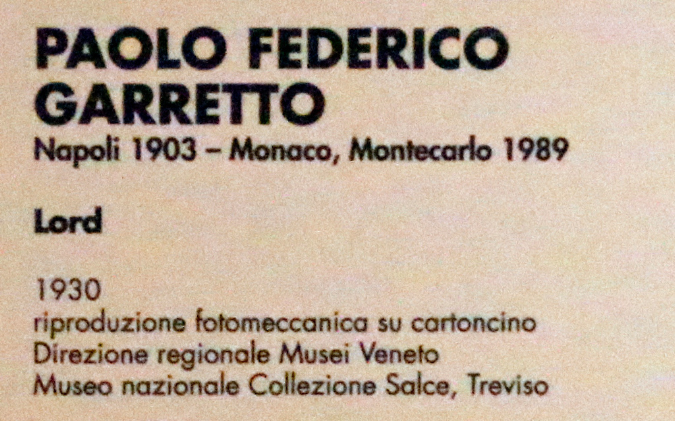 PAOLO FEDERICO
GARRETTO
Napoli 1903 – Monaco, Montecarlo 1989
Lord
1930
riproduzione fotomeccanica su cartoncino
Direzione regionale Musei Veneto
Museo nazionale Collezione Salce, Treviso